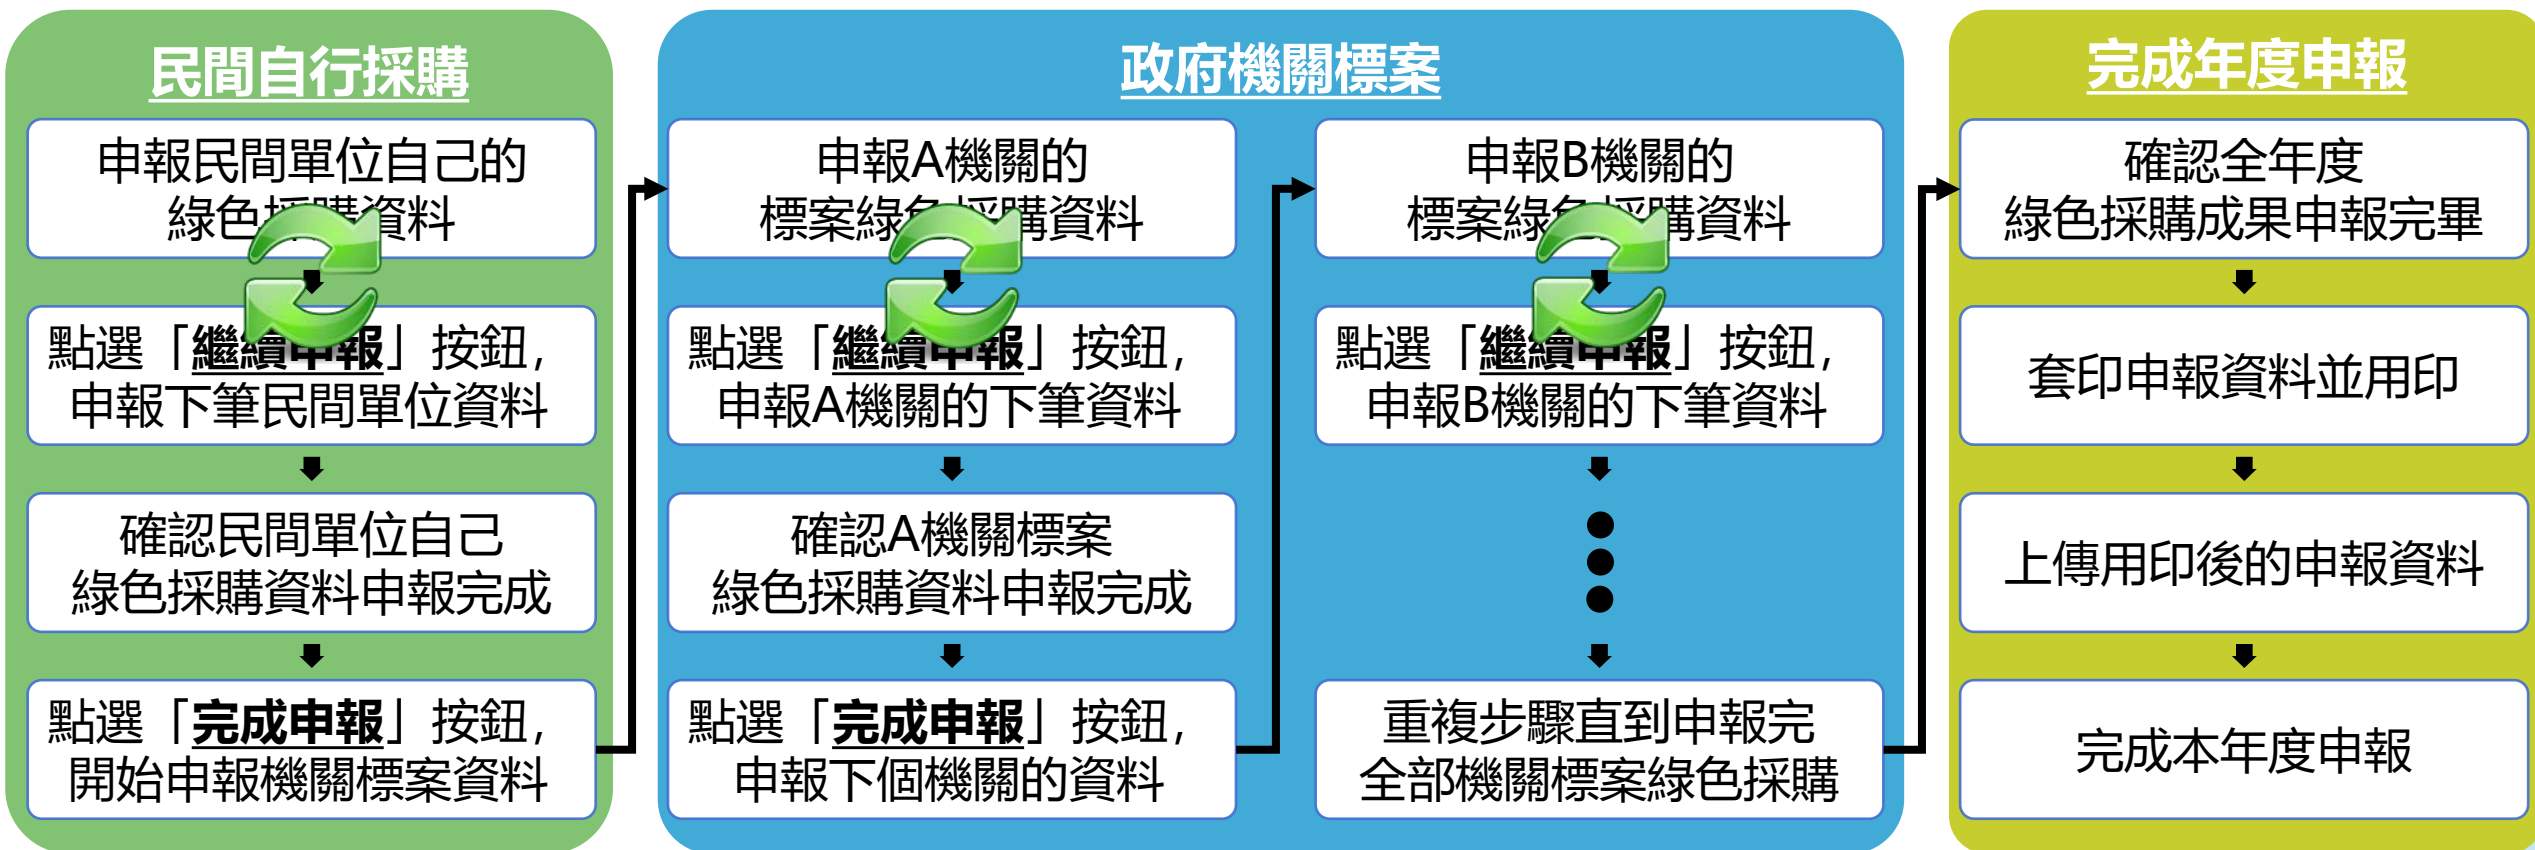 民間自行採購
申報民間單位自己的
綠色採購資料
點選「繼續申報」按鈕，
申報下筆民間單位資料
確認民間單位自己
綠色採購資料申報完成
點選「完成申報」按鈕，
開始申報機關標案資料
政府機關標案
申報A機關的
標案綠色採購資料
點選「繼續申報」按鈕，
申報A機關的下筆資料
確認A機關標案
綠色採購資料申報完成
點選「完成申報」按鈕，
申報下個機關的資料
申報B機關的
標案綠色採購資料
點選「繼續申報」按鈕，
申報B機關的下筆資料
重複步驟直到申報完
全部機關標案綠色採購
完成年度申報
確認全年度
綠色採購成果申報完畢
套印申報資料並用印
上傳用印後的申報資料
完成本年度申報